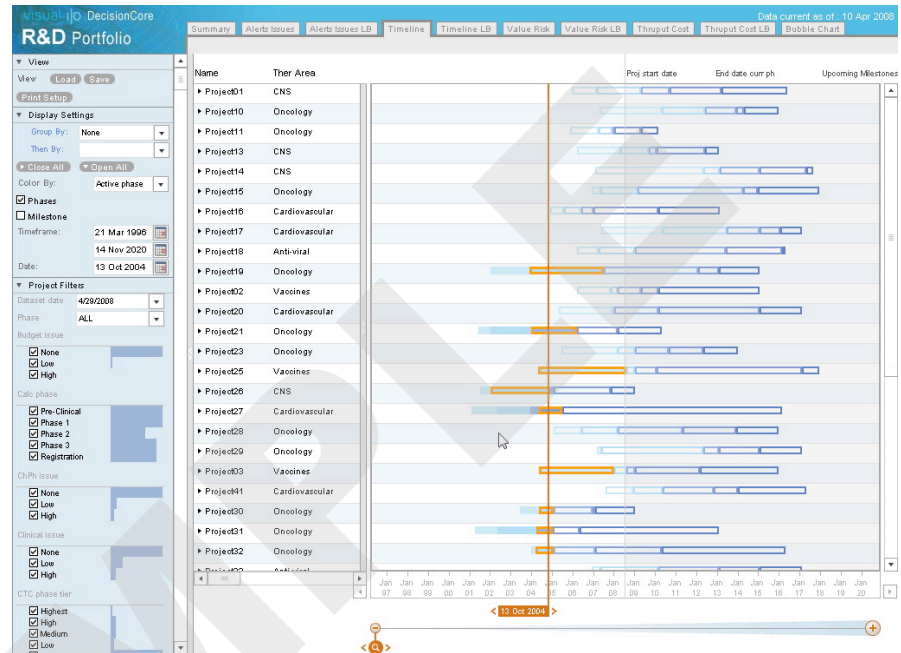 visual i|o DecisionCore
R&D Portfolio
Data current as of : 10 Apr 2008
Summary Alerts Issues Alerts Issues LB Timeline Timeline LB Value Risk Value Risk LB Thruput Cost Thruput Cost LB Bubble Chart
View
View Load Save
Print Setup
Display Settings
Group By: None
Then By:
Close All Open All
Color By: Active phase
Phases
Milestone
Timeframe: 21 Mar 1996
14 Nov 2020
Date: 13 Oct 2004
Project Filters
Dataset date 4/29/2008
Phase ALL
Budget issue
None
Low
High
Calc phase
Pre-Clinical
Phase 1
Phase 2
Phase 3
Registration
ChPh issue
None
Low
High
Clinical issue
None
Low
High
CTC phase tier
Highest
High
Medium
Low
Name Ther Area Proj start date End date curr ph Upcoming Milestones
Project01 CNS
Project10 Oncology
Project11 Oncology
Project13 CNS
Project14 CNS
Project15 Oncology
Project16 Cardiovascular
Project17 Cardiovascular
Project18 Anti-viral
Project19 Oncology
Project02 Vaccines
Project20 Cardiovascular
Project21 Oncology
Project23 Oncology
Project25 Vaccines
Project26 CNS
Project27 Cardiovascular
Project28 Oncology
Project29 Oncology
Project03 Vaccines
Project41 Cardiovascular
Project30 Oncology
Project31 Oncology
Project32 Oncology
Jan Jan Jan Jan Jan Jan Jan Jan Jan Jan Jan Jan Jan Jan Jan Jan Jan Jan Jan Jan Jan Jan Jan Jan
97 98 99 00 01 02 03 04 05 06 07 08 09 10 11 12 13 14 15 16 17 18 19 20
13 Oct 2004